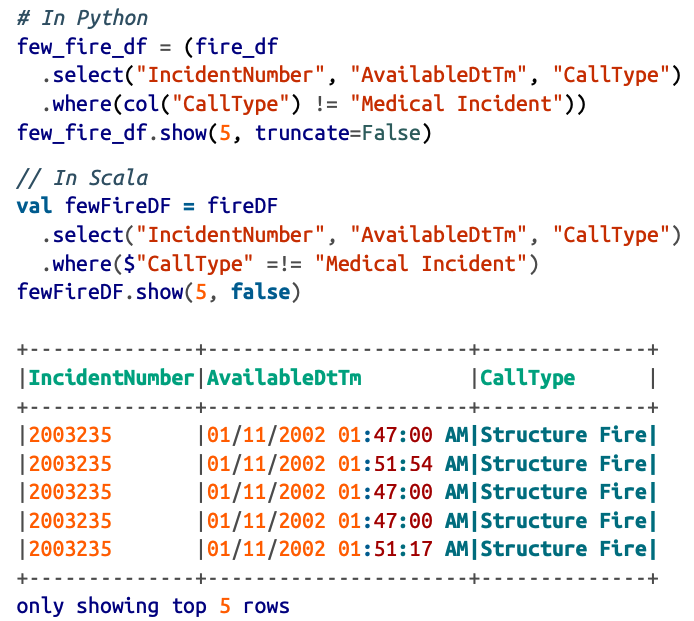 # In Python
few_fire_df = (fire_df
  .select("IncidentNumber", "AvailableDtTm", "CallType")
  .where(col("CallType") != "Medical Incident"))
few_fire_df.show(5, truncate=False)
// In Scala
val fewFireDF = fireDF
  .select("IncidentNumber", "AvailableDtTm", "CallType")
  .where($"CallType" =!= "Medical Incident")
fewFireDF.show(5, false)
+--------------+----------------------+--------------+
|IncidentNumber|AvailableDtTm         |CallType      |
+--------------+----------------------+--------------+
|2003235       |01/11/2002 01:47:00 AM|Structure Fire|
|2003235       |01/11/2002 01:51:54 AM|Structure Fire|
|2003235       |01/11/2002 01:47:00 AM|Structure Fire|
|2003235       |01/11/2002 01:47:00 AM|Structure Fire|
|2003235       |01/11/2002 01:51:17 AM|Structure Fire|
+--------------+----------------------+--------------+
only showing top 5 rows